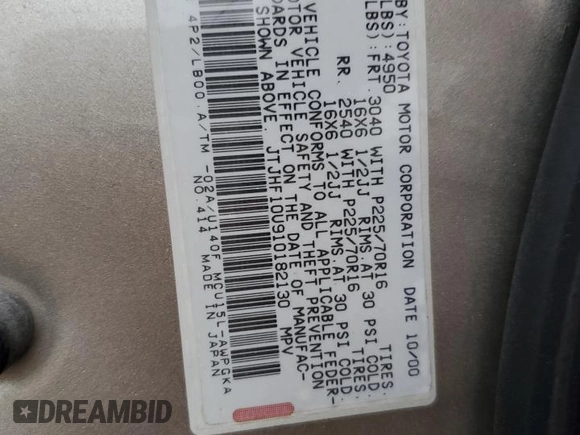 BY:TOYOTA MOTOR CORPORATION DATE 10/00
LBS):4950
LBS):FRT. 3040 WITH P225/70R16 TIRES.
16X6 1/2JJ RIMS.AT 30 PSI COLD.
RR. 2540 WITH P225/70R16 TIRES.
16X6 1/2JJ RIMS.AT 30 PSI COLD.
VEHICLE CONFORMS TO ALL APPLICABLE FEDER-
OTOR VEHICLE SAFETY AND THEFT PREVENTION
DARDS IN EFFECT ON THE DATE OF MANUFAC-
SHOWN ABOVE. JTJHF10U910182130 MPV
4P2/LB00.A/TM -02A/U140F MCU15L-AWPGKA
NO.414 MADE IN JAPAN
DREAMBID